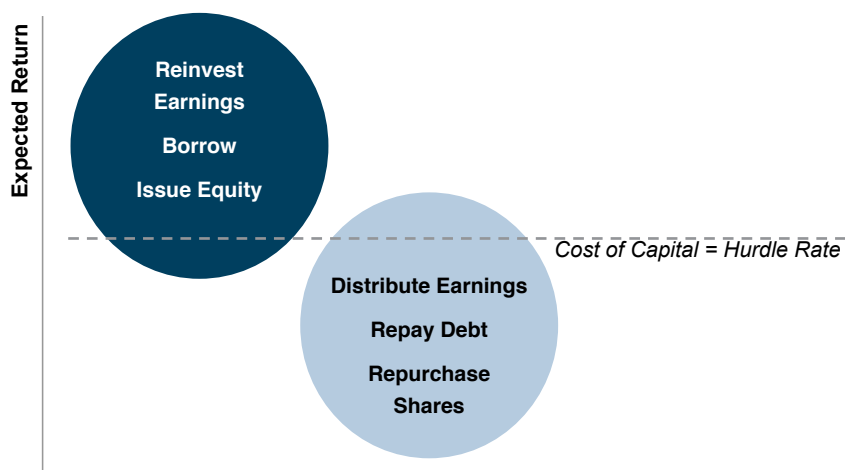 Expected Return
Reinvest
Earnings
Borrow
Issue Equity
Cost of Capital = Hurdle Rate
Distribute Earnings
Repay Debt
Repurchase
Shares